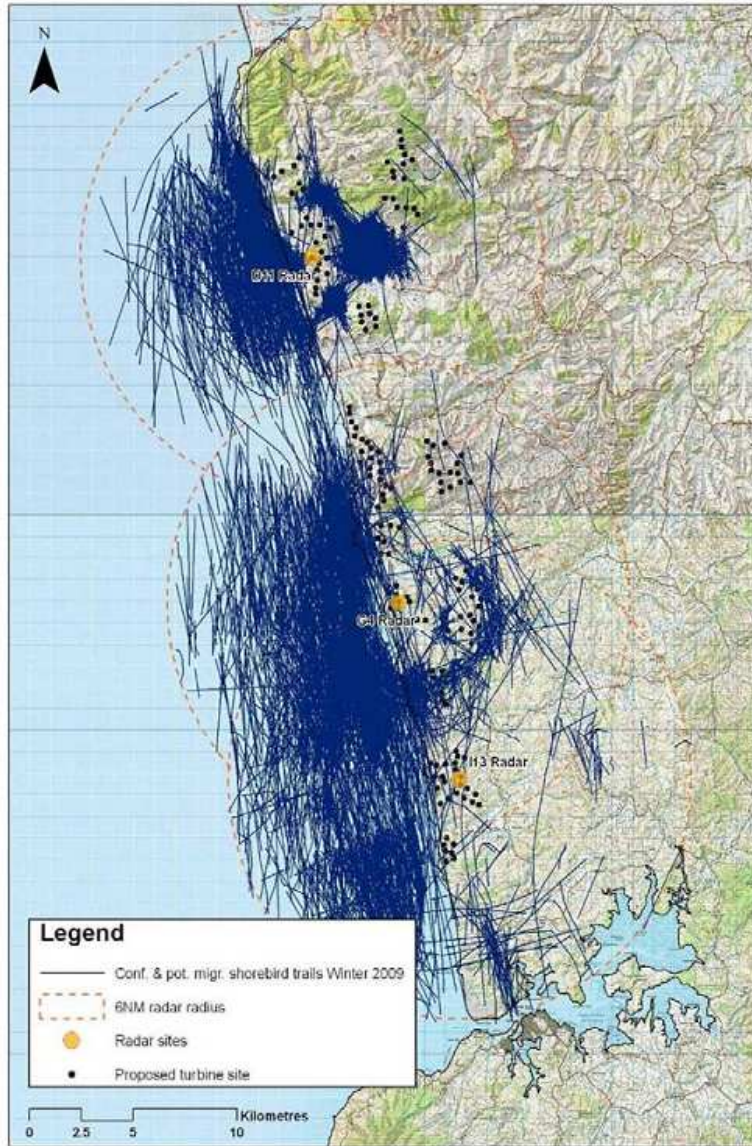 N
D11 Radar
C4 Radar
I13 Radar
Legend
Conf. & pot. migr. shorebird trails Winter 2009
6NM radar radius
Radar sites
Proposed turbine site
Kilometres
0 2.5 5 10